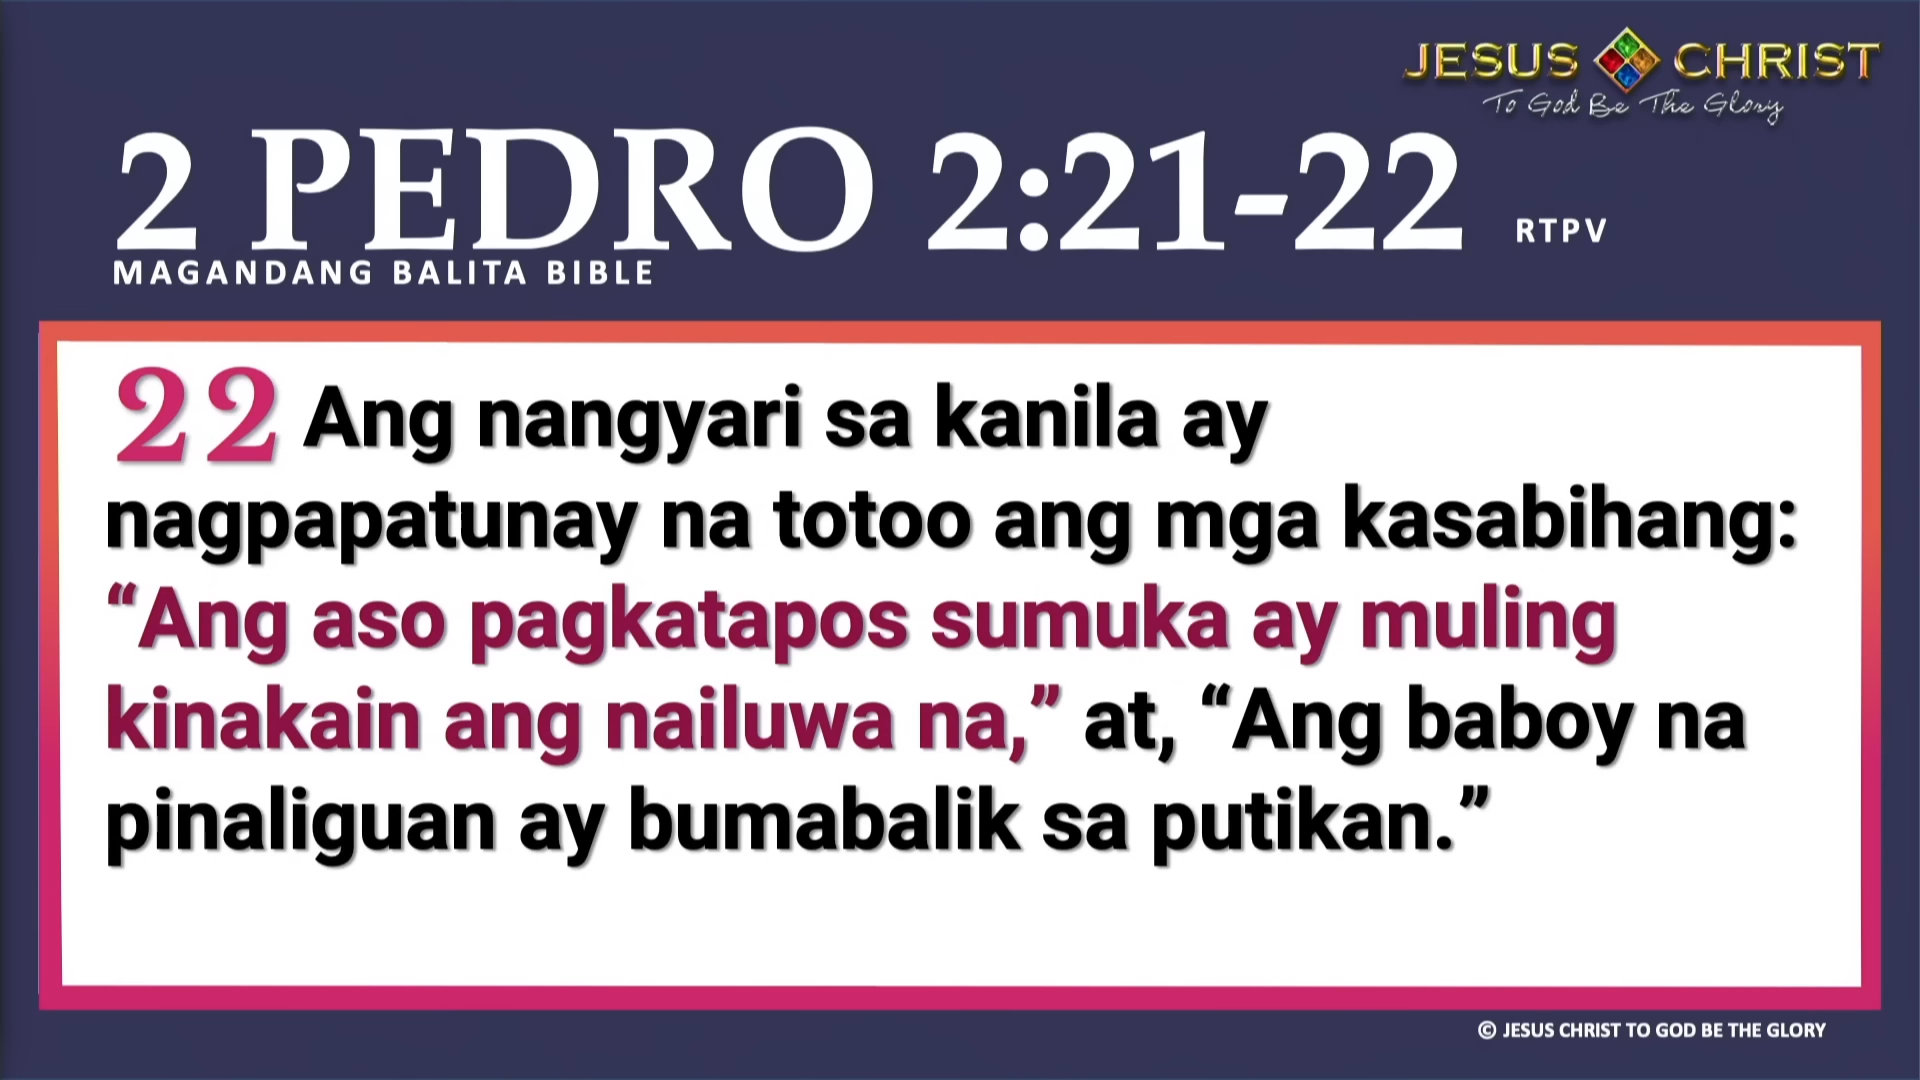 JESUS CHRIST
To God Be The Glory
2 PEDRO 2:21-22 RTPV
MAGANDANG BALITA BIBLE
22 Ang nangyari sa kanila ay
nagpapatunay na totoo ang mga kasabihang:
“Ang aso pagkatapos sumuka ay muling
kinakain ang nailuwa na,” at, “Ang baboy na
pinaliguan ay bumabalik sa putikan.”
© JESUS CHRIST TO GOD BE THE GLORY